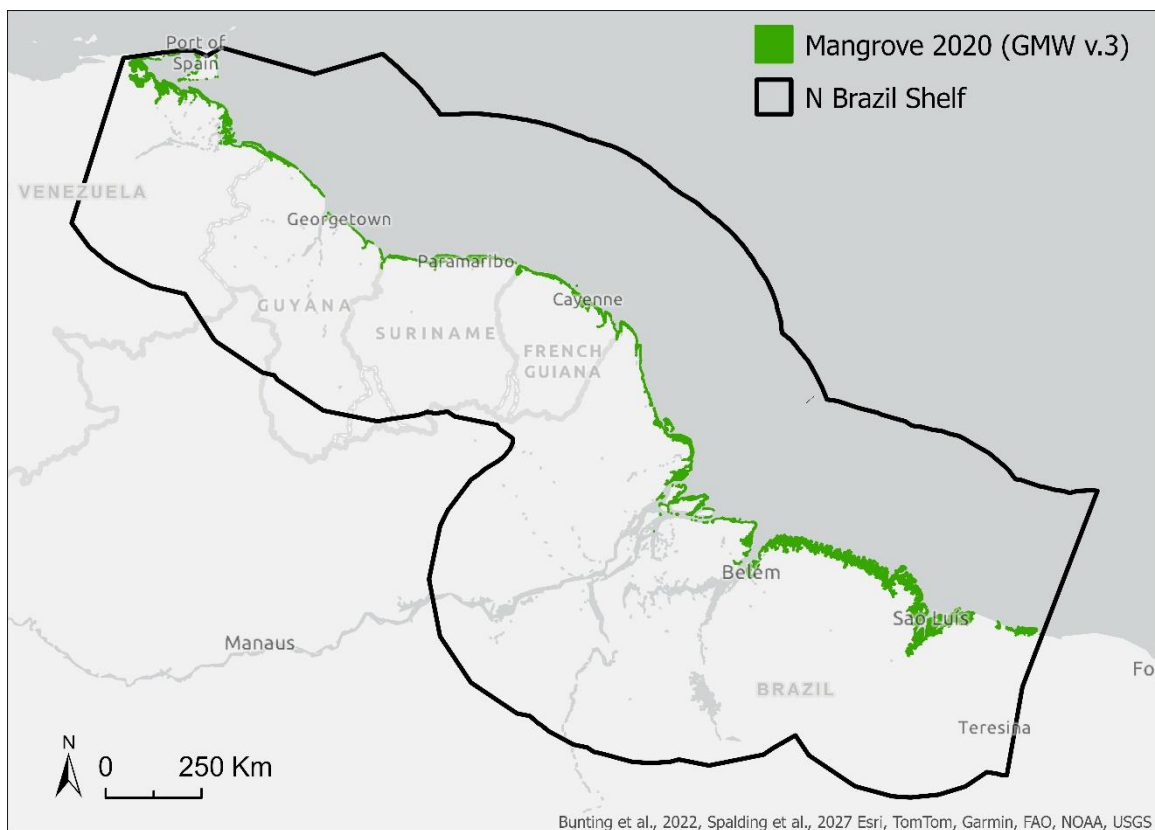 Port of
Spain
Mangrove 2020 (GMW v.3)
N Brazil Shelf
VENEZUELA
Georgetown
Paramaribo
GUYANA
Cayenne
SURINAME
FRENCH
GUIANA
Belém
Sao Luis
Manaus
Fo
BRAZIL
Teresina
N
0 250 Km
Bunting et al., 2022, Spalding et al., 2027 Esri, TomTom, Garmin, FAO, NOAA, USGS